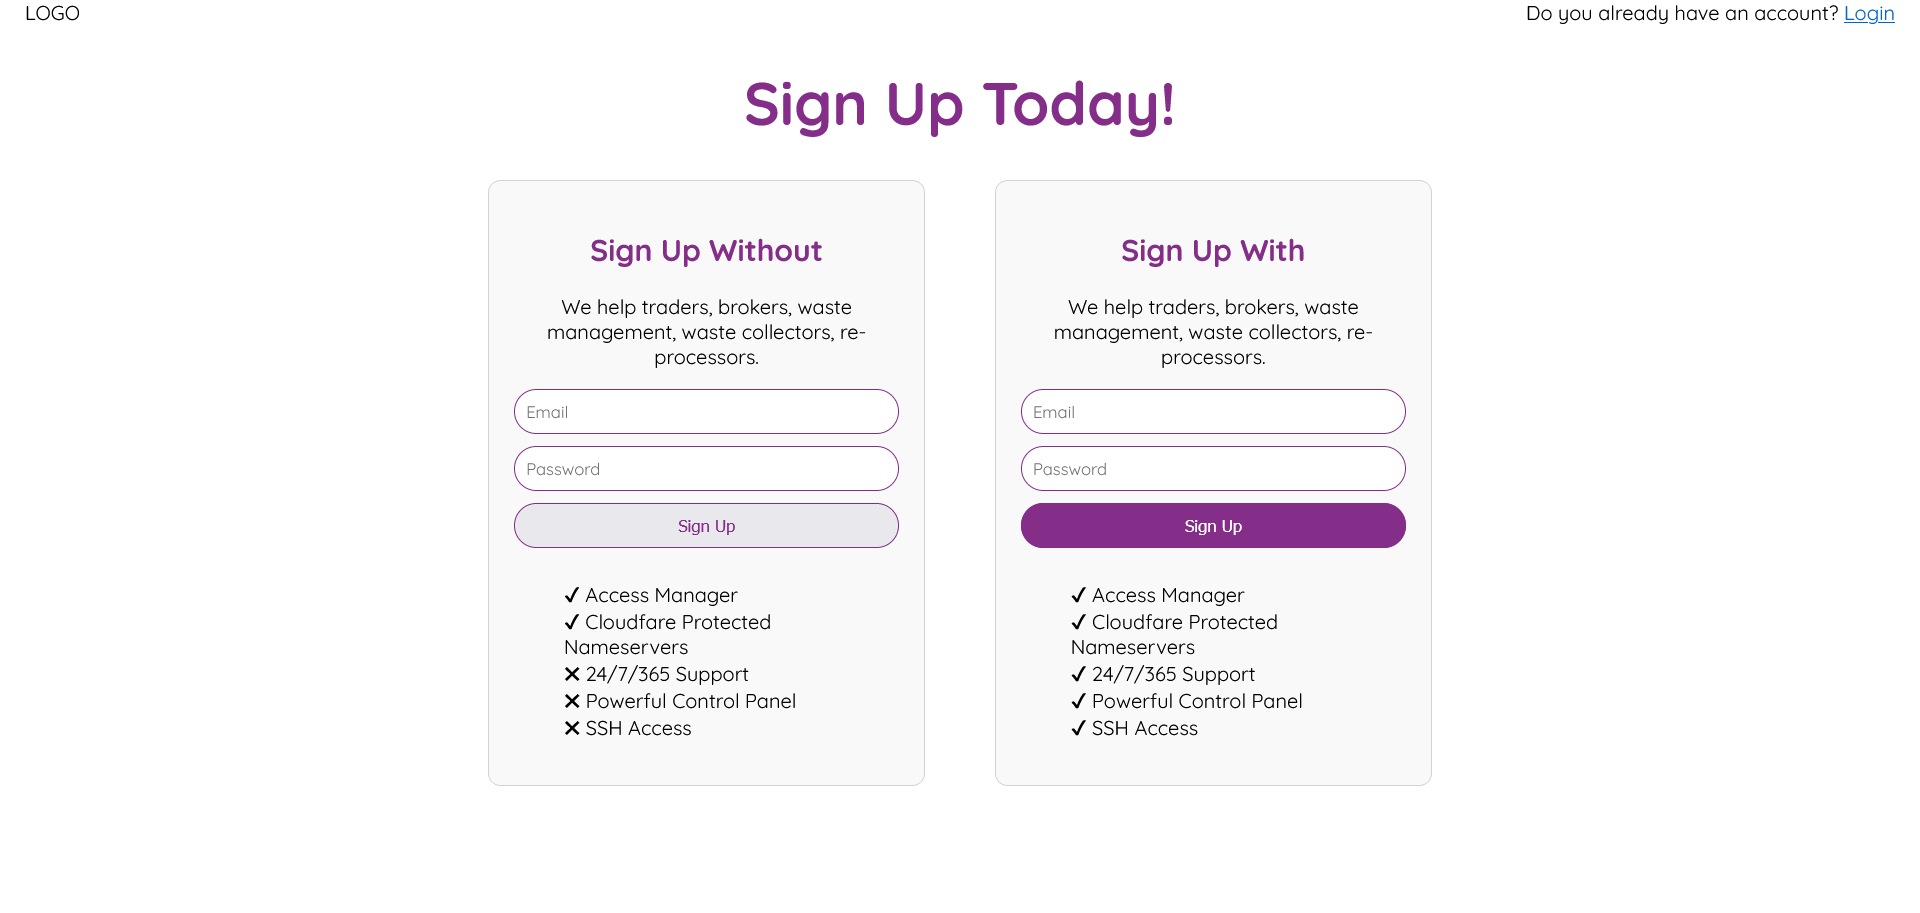 LOGO
Do you already have an account? Login
Sign Up Today!
Sign Up Without
We help traders, brokers, waste
management, waste collectors, re-
processors.
Email
Password
Sign Up
✔ Access Manager
✔ Cloudfare Protected
Nameservers
✖ 24/7/365 Support
✖ Powerful Control Panel
✖ SSH Access
Sign Up With
We help traders, brokers, waste
management, waste collectors, re-
processors.
Email
Password
Sign Up
✔ Access Manager
✔ Cloudfare Protected
Nameservers
✔ 24/7/365 Support
✔ Powerful Control Panel
✔ SSH Access